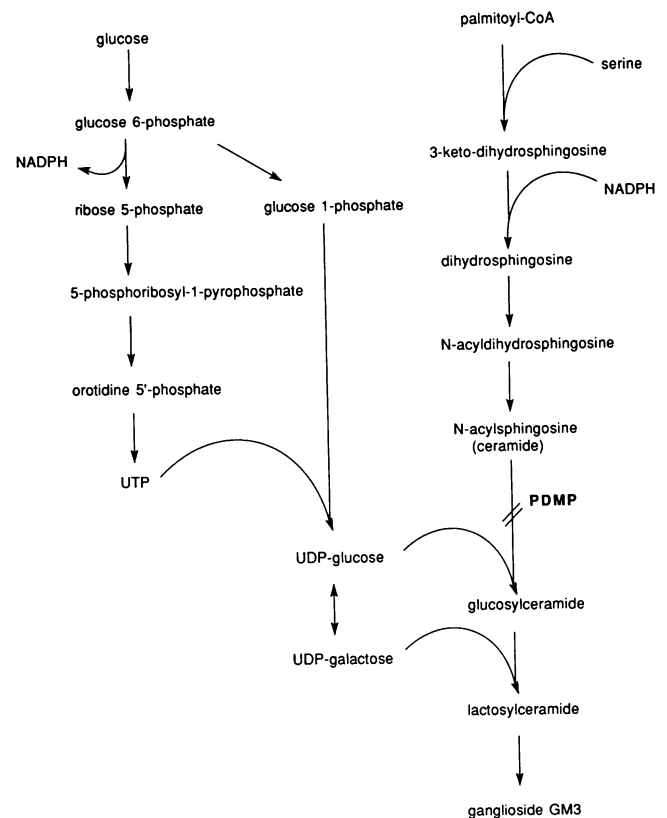 glucose
glucose 6-phosphate
NADPH
ribose 5-phosphate
glucose 1-phosphate
5-phosphoribosyl-1-pyrophosphate
orotidine 5'-phosphate
UTP
UDP-glucose
UDP-galactose
palmitoyl-CoA
serine
3-keto-dihydrosphingosine
NADPH
dihydrosphingosine
N-acyldihydrosphingosine
N-acylsphingosine
(ceramide)
PDMP
glucosylceramide
lactosylceramide
ganglioside GM3